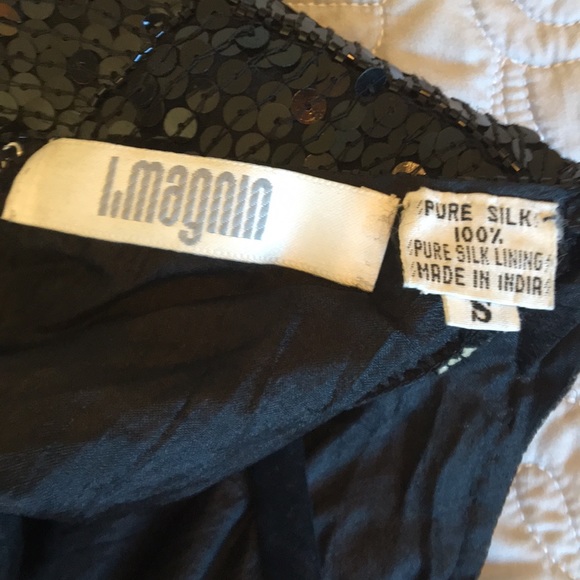 I.magnin
PURE SILK
100%
PURE SILK LINING
MADE IN INDIA
S